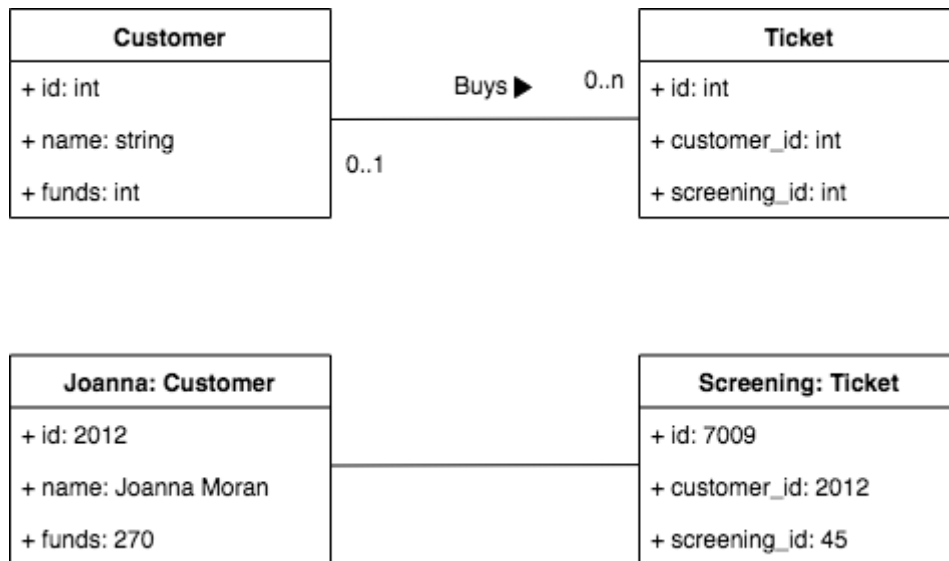 Customer
+ id: int
+ name: string
+ funds: int
Buys ▶
0..n
0..1
Ticket
+ id: int
+ customer_id: int
+ screening_id: int
Joanna: Customer
+ id: 2012
+ name: Joanna Moran
+ funds: 270
Screening: Ticket
+ id: 7009
+ customer_id: 2012
+ screening_id: 45